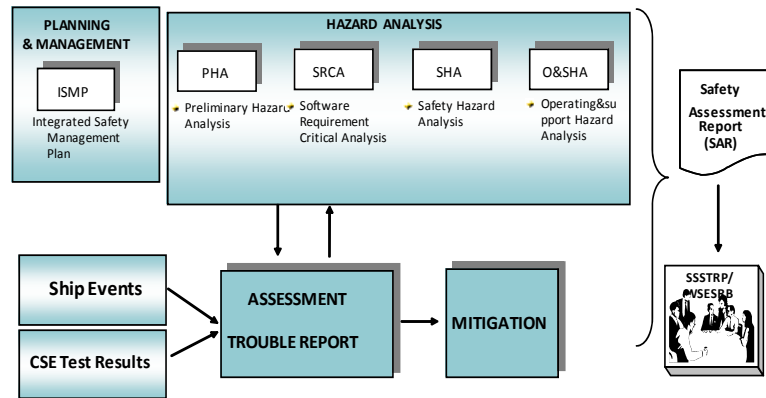 PLANNING
& MANAGEMENT
ISMP
Integrated Safety
Management
Plan
HAZARD ANALYSIS
PHA
Preliminary Hazard
Analysis
SRCA
Software
Requirement
Critical Analysis
SHA
Safety Hazard
Analysis
O&SHA
Operating&su
pport Hazard
Analysis
Safety
Assessment
Report
(SAR)
Ship Events
CSE Test Results
ASSESSMENT
TROUBLE REPORT
MITIGATION
SSSTRP/
WSESRB